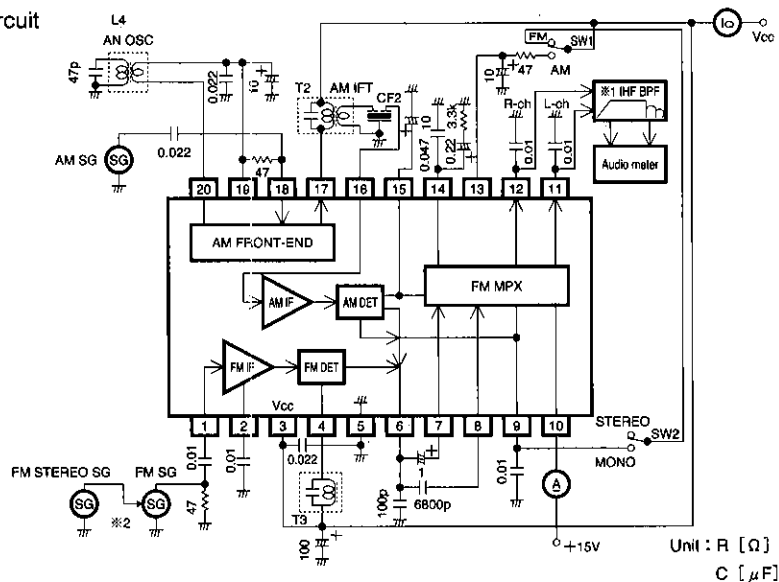 rcuit
L4
AN OSC
47p
0.022
10
+
T2
AM IFT
CF2
+
0.047
10
0.22
3.3k
10
+
47
FM
SW1
AM
Io
Vcc
R-ch
L-ch
0.01
0.01
※1 IHF BPF
Audio meter
AM SG
SG
0.022
47
20
19
18
17
16
15
14
13
12
11
AM FRONT-END
AM IF
AM DET
FM MPX
FM IF
FM DET
Vcc
1
2
3
4
5
6
7
8
9
10
FM STEREO SG
FM SG
SG
SG
※2
0.01
47
0.01
0.022
T3
100
+
100p
1
+
6800p
0.01
STEREO
SW2
MONO
A
+15V
Unit : R [Ω]
C [μF]